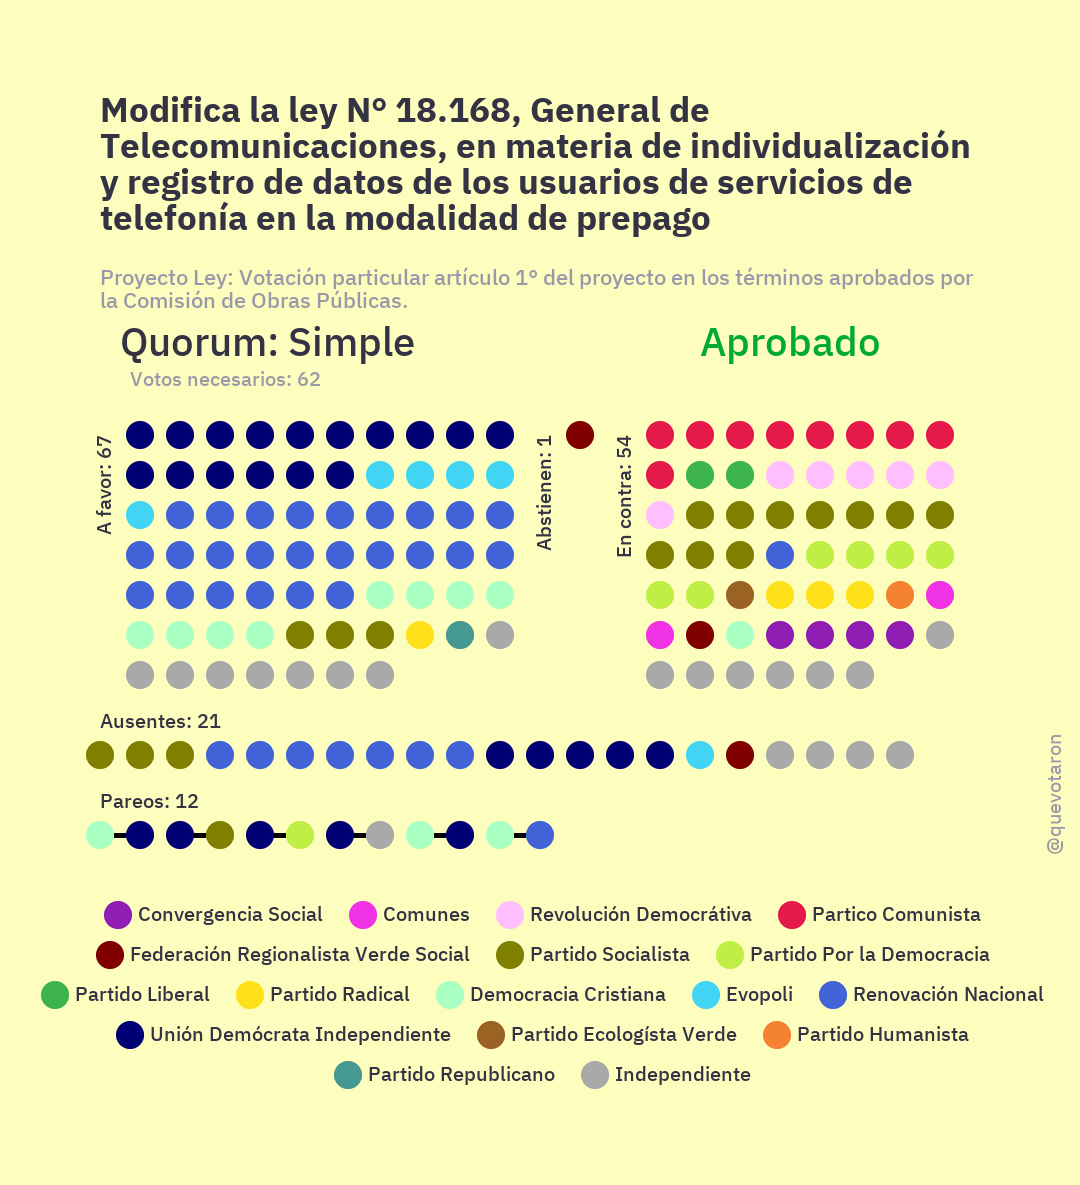 Modifica la ley N° 18.168, General de
Telecomunicaciones, en materia de individualización
y registro de datos de los usuarios de servicios de
telefonía en la modalidad de prepago
Proyecto Ley: Votación particular artículo 1° del proyecto en los términos aprobados por
la Comisión de Obras Públicas.
Quorum: Simple
Aprobado
Votos necesarios: 62
A favor: 67
Abstienen: 1
En contra: 54
Ausentes: 21
Pareos: 12
@quevotaron
Convergencia Social
Comunes
Revolución Democrátiva
Partico Comunista
Federación Regionalista Verde Social
Partido Socialista
Partido Por la Democracia
Partido Liberal
Partido Radical
Democracia Cristiana
Evopoli
Renovación Nacional
Unión Demócrata Independiente
Partido Ecologísta Verde
Partido Humanista
Partido Republicano
Independiente